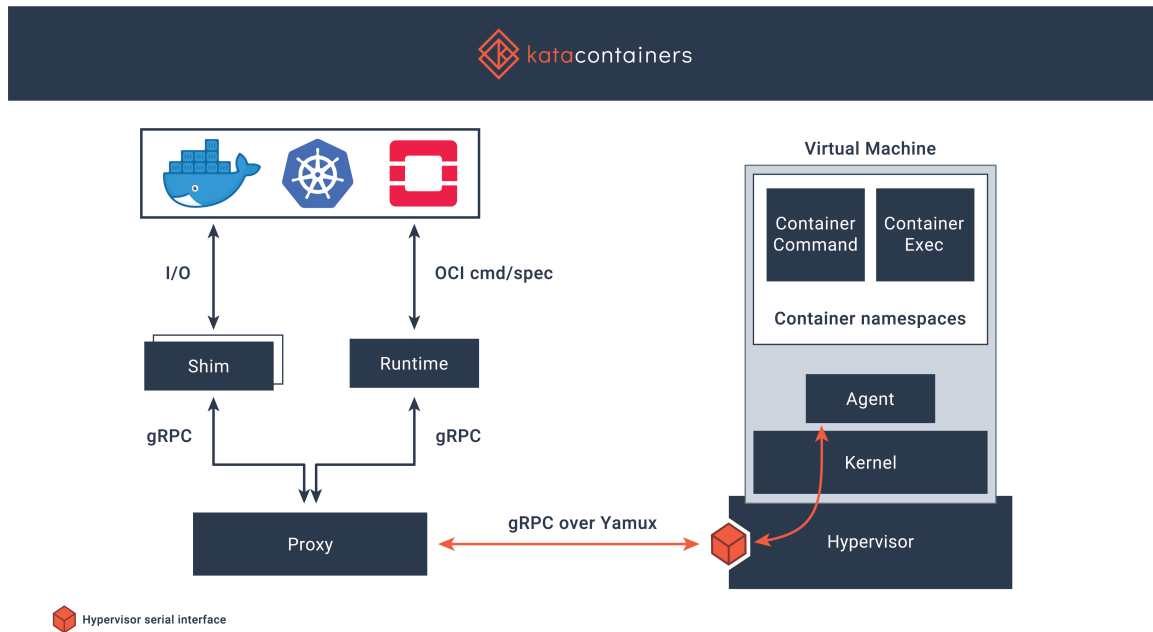 katacontainers
Virtual Machine
Container
Command
Container
Exec
I/O
OCI cmd/spec
Container namespaces
Shim
Runtime
Agent
gRPC
gRPC
Kernel
gRPC over Yamux
Proxy
Hypervisor
Hypervisor serial interface